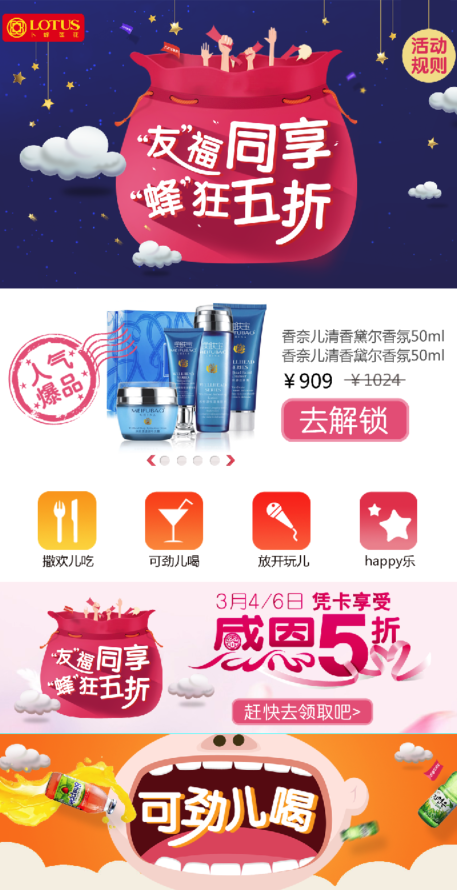 LOTUS
卜蜂莲花
活动
规则
“友”福同享
“蜂”狂五折
人气
爆品
MEIFUBAO
香奈儿清香黛尔香氛50ml
香奈儿清香黛尔香氛50ml
￥909 ￥1024
去解锁
撒欢儿吃
可劲儿喝
放开玩儿
happy乐
3月4/6日 凭卡享受
感恩5折
“友”福同享
“蜂”狂五折
赶快去领取吧>
可劲儿喝